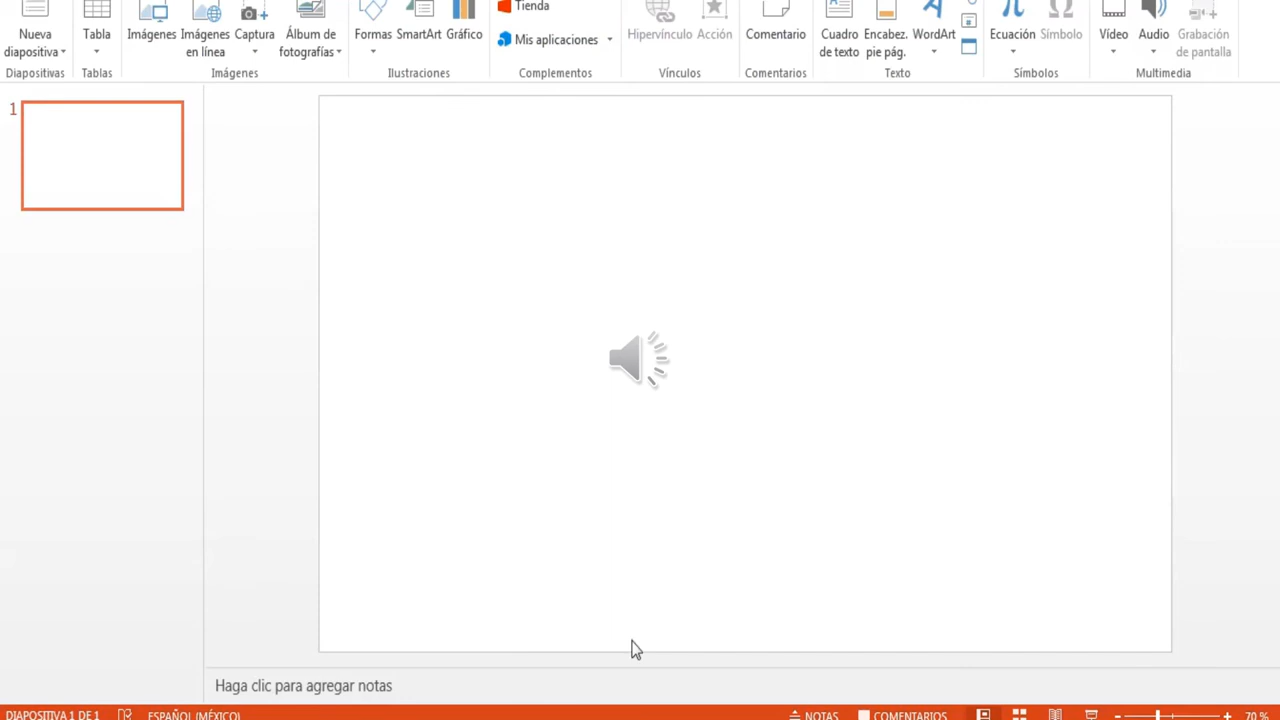 Nueva diapositiva
Tabla
Imágenes
Imágenes en línea
Captura
Álbum de fotografías
Formas
SmartArt
Gráfico
Tienda
Mis aplicaciones
Hipervínculo
Acción
Comentario
Cuadro de texto
Encabez. pie pág.
WordArt
Ecuación
Símbolo
Vídeo
Audio
Grabación de pantalla
Diapositivas
Tablas
Imágenes
Ilustraciones
Complementos
Vínculos
Comentarios
Texto
Símbolos
Multimedia
1
Haga clic para agregar notas
DIAPOSITIVA 1 DE 1
ESPAÑOL (MÉXICO)
NOTAS
COMENTARIOS
70 %